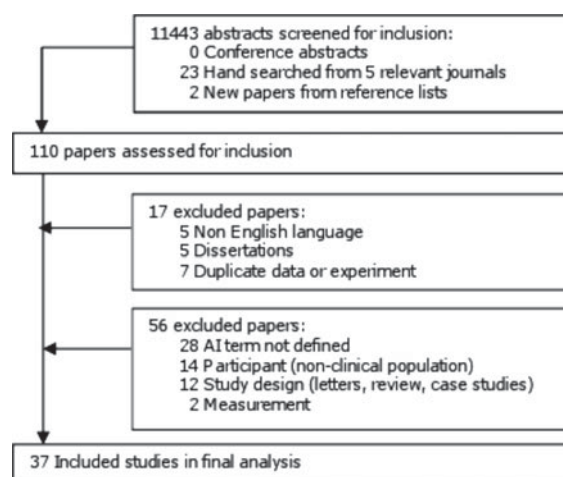 11443 abstracts screened for inclusion:
0 Conference abstracts
23 Hand searched from 5 relevant journals
2 New papers from reference lists
110 papers assessed for inclusion
17 excluded papers:
5 Non English language
5 Dissertations
7 Duplicate data or experiment
56 excluded papers:
28 AI term not defined
14 Participant (non-clinical population)
12 Study design (letters, review, case studies)
2 Measurement
37 Included studies in final analysis